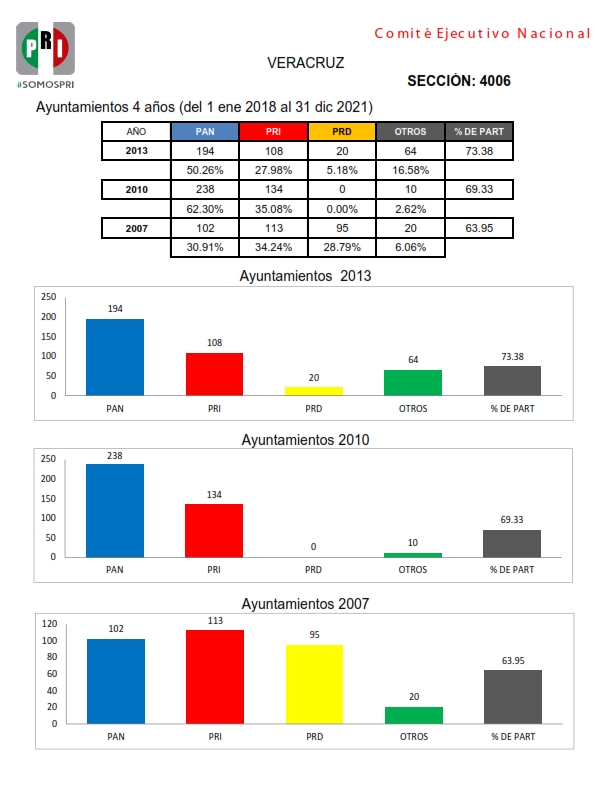 Comité Ejecutivo Nacional
PRI
#SOMOSPRI
VERACRUZ
SECCIÓN: 4006
Ayuntamientos 4 años (del 1 ene 2018 al 31 dic 2021)
AÑO PAN PRI PRD OTROS % DE PART
2013 194 108 20 64 73.38
50.26% 27.98% 5.18% 16.58%
2010 238 134 0 10 69.33
62.30% 35.08% 0.00% 2.62%
2007 102 113 95 20 63.95
30.91% 34.24% 28.79% 6.06%
Ayuntamientos 2013
250
200
150
100
50
0
194 108 20 64 73.38
PAN PRI PRD OTROS % DE PART
Ayuntamientos 2010
250
200
150
100
50
0
238 134 0 10 69.33
PAN PRI PRD OTROS % DE PART
Ayuntamientos 2007
120
100
80
60
40
20
0
102 113 95 20 63.95
PAN PRI PRD OTROS % DE PART